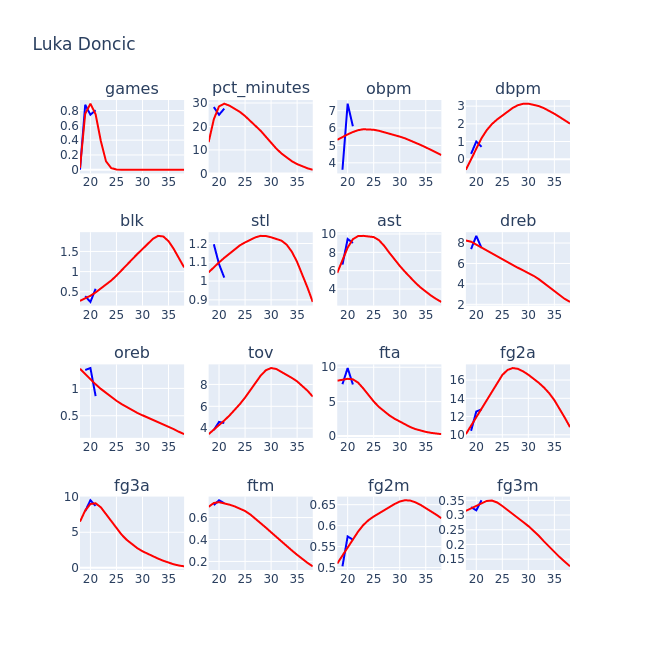 Luka Doncic
games pct_minutes obpm dbpm
0.8 0.6 0.4 0.2 0
30 20 10 0
7 6 5 4
3 2 1 0
20 25 30 35 20 25 30 35 20 25 30 35 20 25 30 35
blk stl ast dreb
1.5 1 0.5
1.2 1.1 1 0.9
10 8 6 4
8 6 4 2
20 25 30 35 20 25 30 35 20 25 30 35 20 25 30 35
oreb tov fta fg2a
1 0.5
8 6 4
10 5 0
16 14 12 10
20 25 30 35 20 25 30 35 20 25 30 35 20 25 30 35
fg3a ftm fg2m fg3m
10 5 0
0.6 0.4 0.2
0.65 0.6 0.55 0.5
0.35 0.3 0.25 0.2 0.15
20 25 30 35 20 25 30 35 20 25 30 35 20 25 30 35